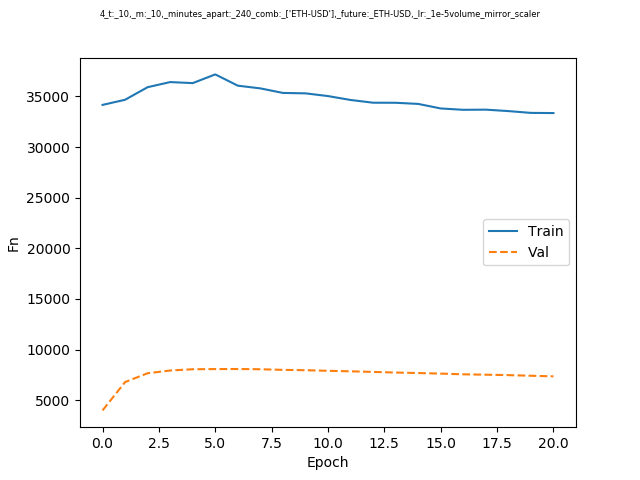 4_t:_10,_m:_10,_minutes_apart:_240_comb:_['ETH-USD'],_future:_ETH-USD,_lr:_1e-5volume_mirror_scaler
35000
30000
25000
20000
15000
10000
5000
Fn
Train
Val
0.0 2.5 5.0 7.5 10.0 12.5 15.0 17.5 20.0
Epoch